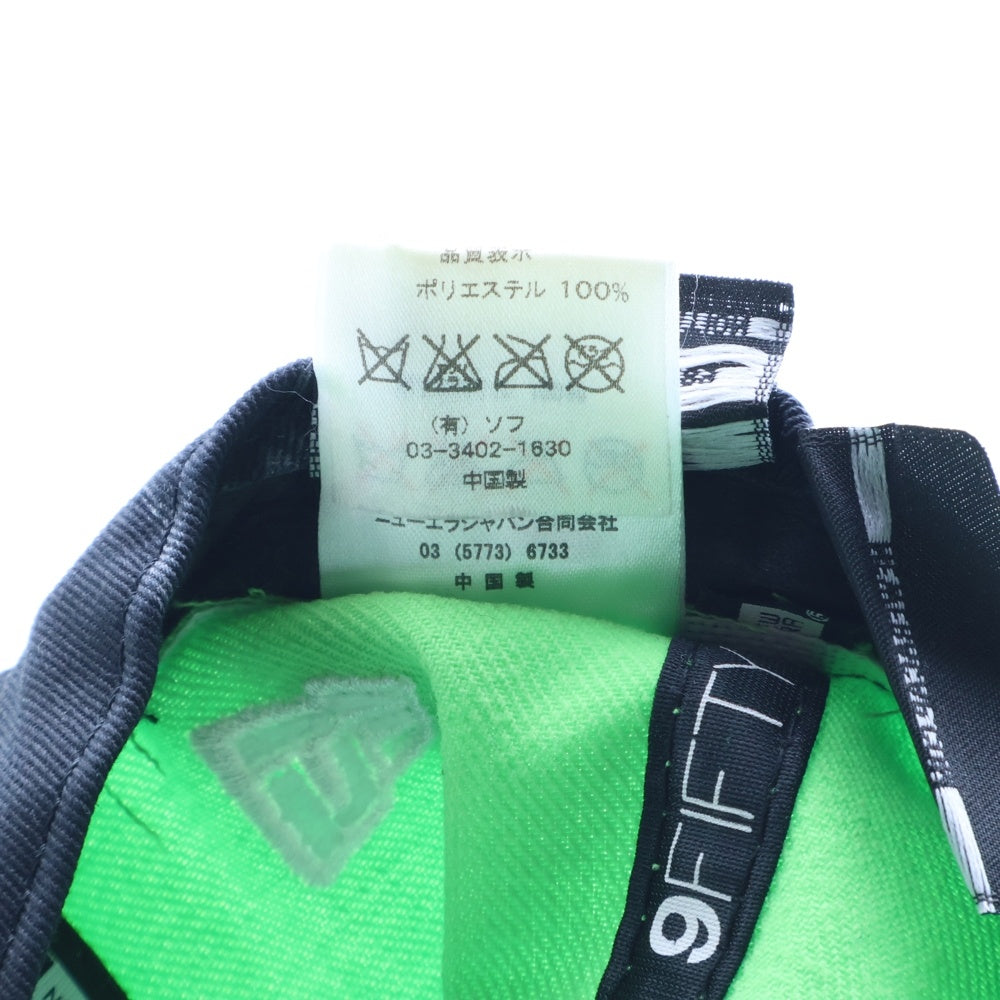 品質表示
ポリエステル 100%
(有) ソフ
03-3402-1630
中国製
ニューエラジャパン合同会社
03 (5773) 6733
中国製
9FIFTY